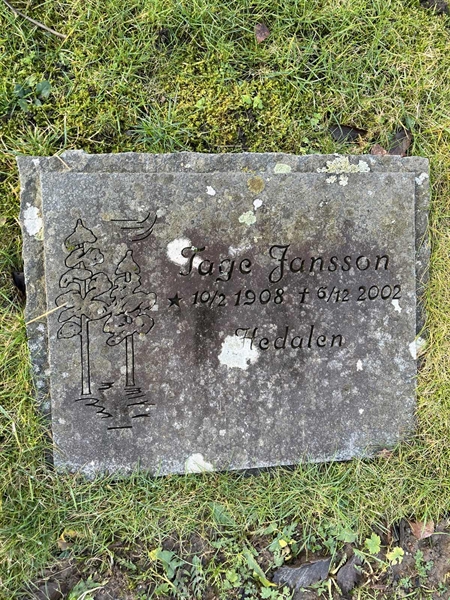 Tage Jansson
★ 10/2 1908 † 6/12 2002
Hedalen